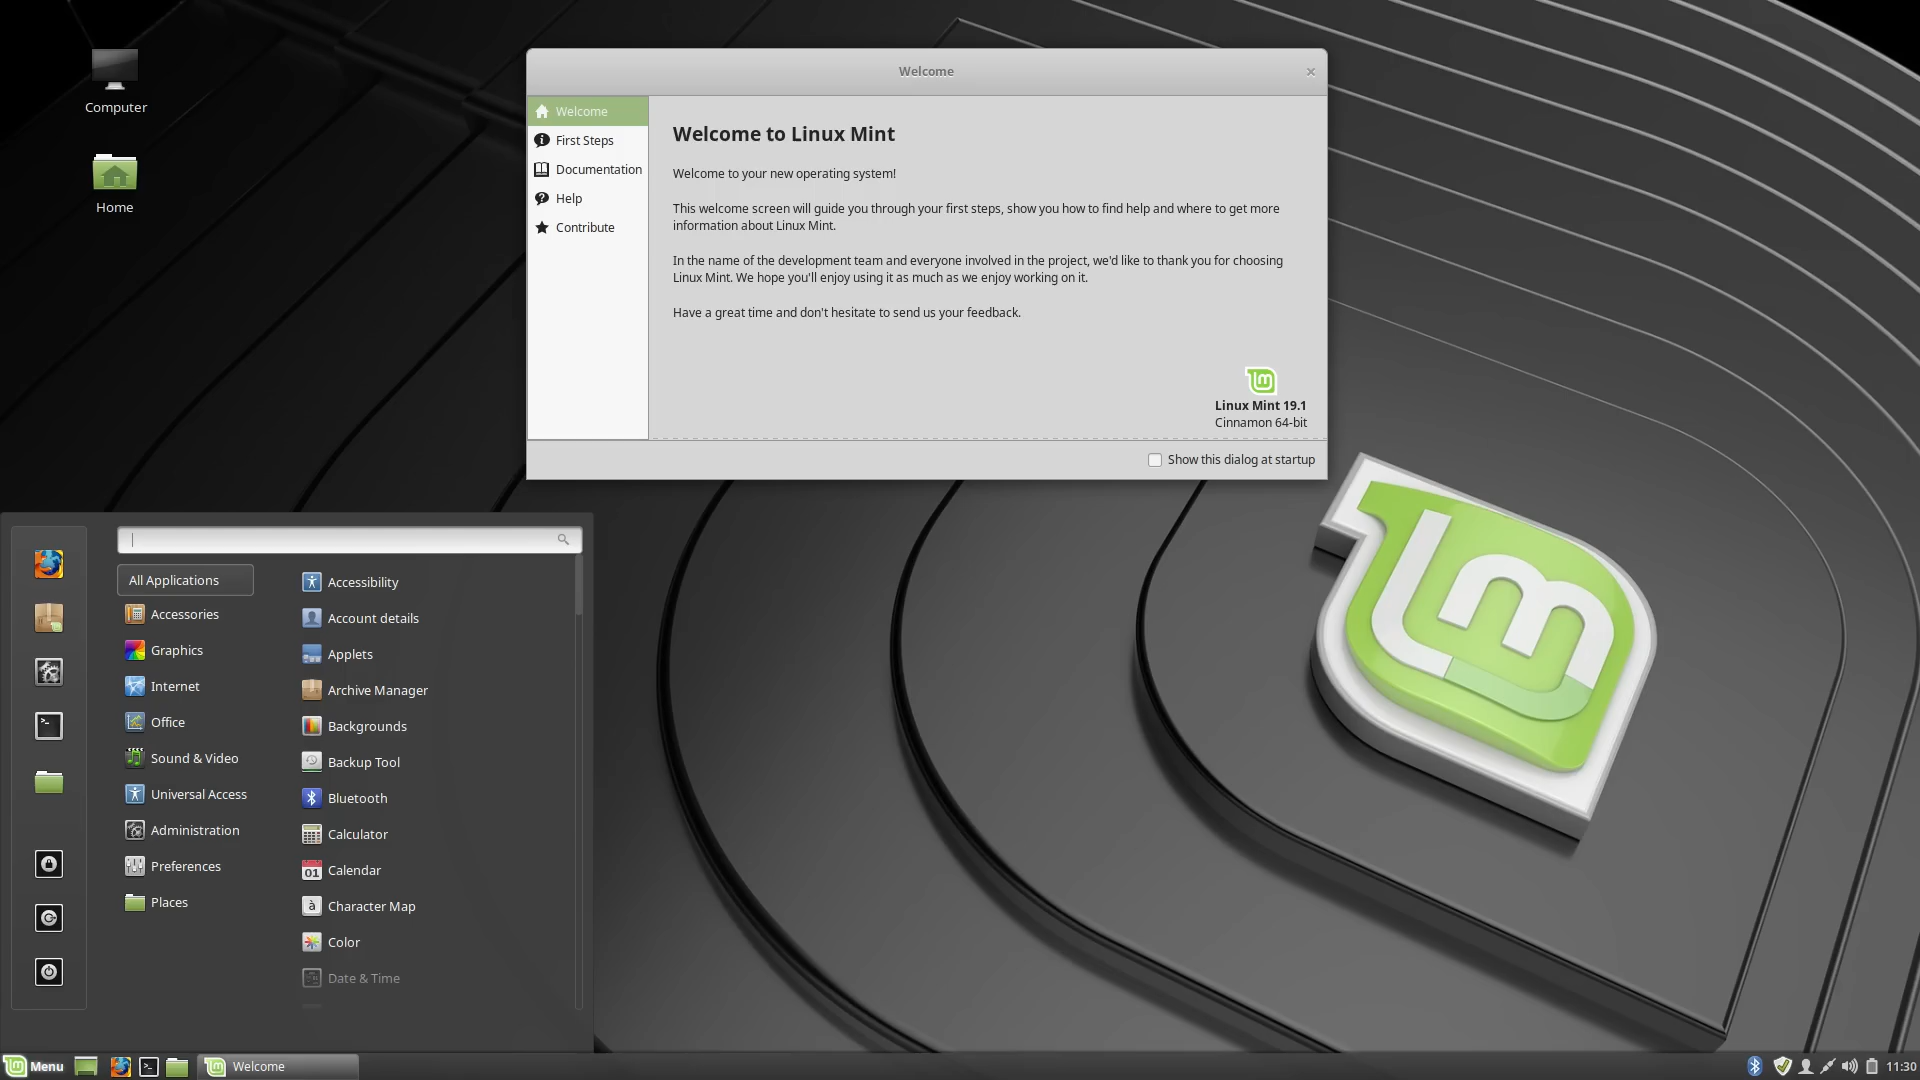 Computer
Home
Welcome
Welcome
First Steps
Documentation
Help
Contribute
Welcome to Linux Mint
Welcome to your new operating system!
This welcome screen will guide you through your first steps, show you how to find help and where to get more
information about Linux Mint.
In the name of the development team and everyone involved in the project, we'd like to thank you for choosing
Linux Mint. We hope you'll enjoy using it as much as we enjoy working on it.
Have a great time and don't hesitate to send us your feedback.
Linux Mint 19.1
Cinnamon 64-bit
Show this dialog at startup
All Applications
Accessories
Graphics
Internet
Office
Sound & Video
Universal Access
Administration
Preferences
Places
Accessibility
Account details
Applets
Archive Manager
Backgrounds
Backup Tool
Bluetooth
Calculator
Calendar
Character Map
Color
Date & Time
Menu
Welcome
11:30